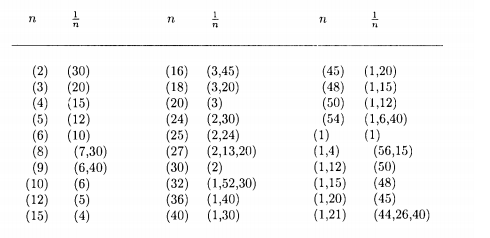 n 1/n n 1/n n 1/n
(2) (30) (16) (3,45) (45) (1,20)
(3) (20) (18) (3,20) (48) (1,15)
(4) (15) (20) (3) (50) (1,12)
(5) (12) (24) (2,30) (54) (1,6,40)
(6) (10) (25) (2,24) (1) (1)
(8) (7,30) (27) (2,13,20) (1,4) (56,15)
(9) (6,40) (30) (2) (1,12) (50)
(10) (6) (32) (1,52,30) (1,15) (48)
(12) (5) (36) (1,40) (1,20) (45)
(15) (4) (40) (1,30) (1,21) (44,26,40)